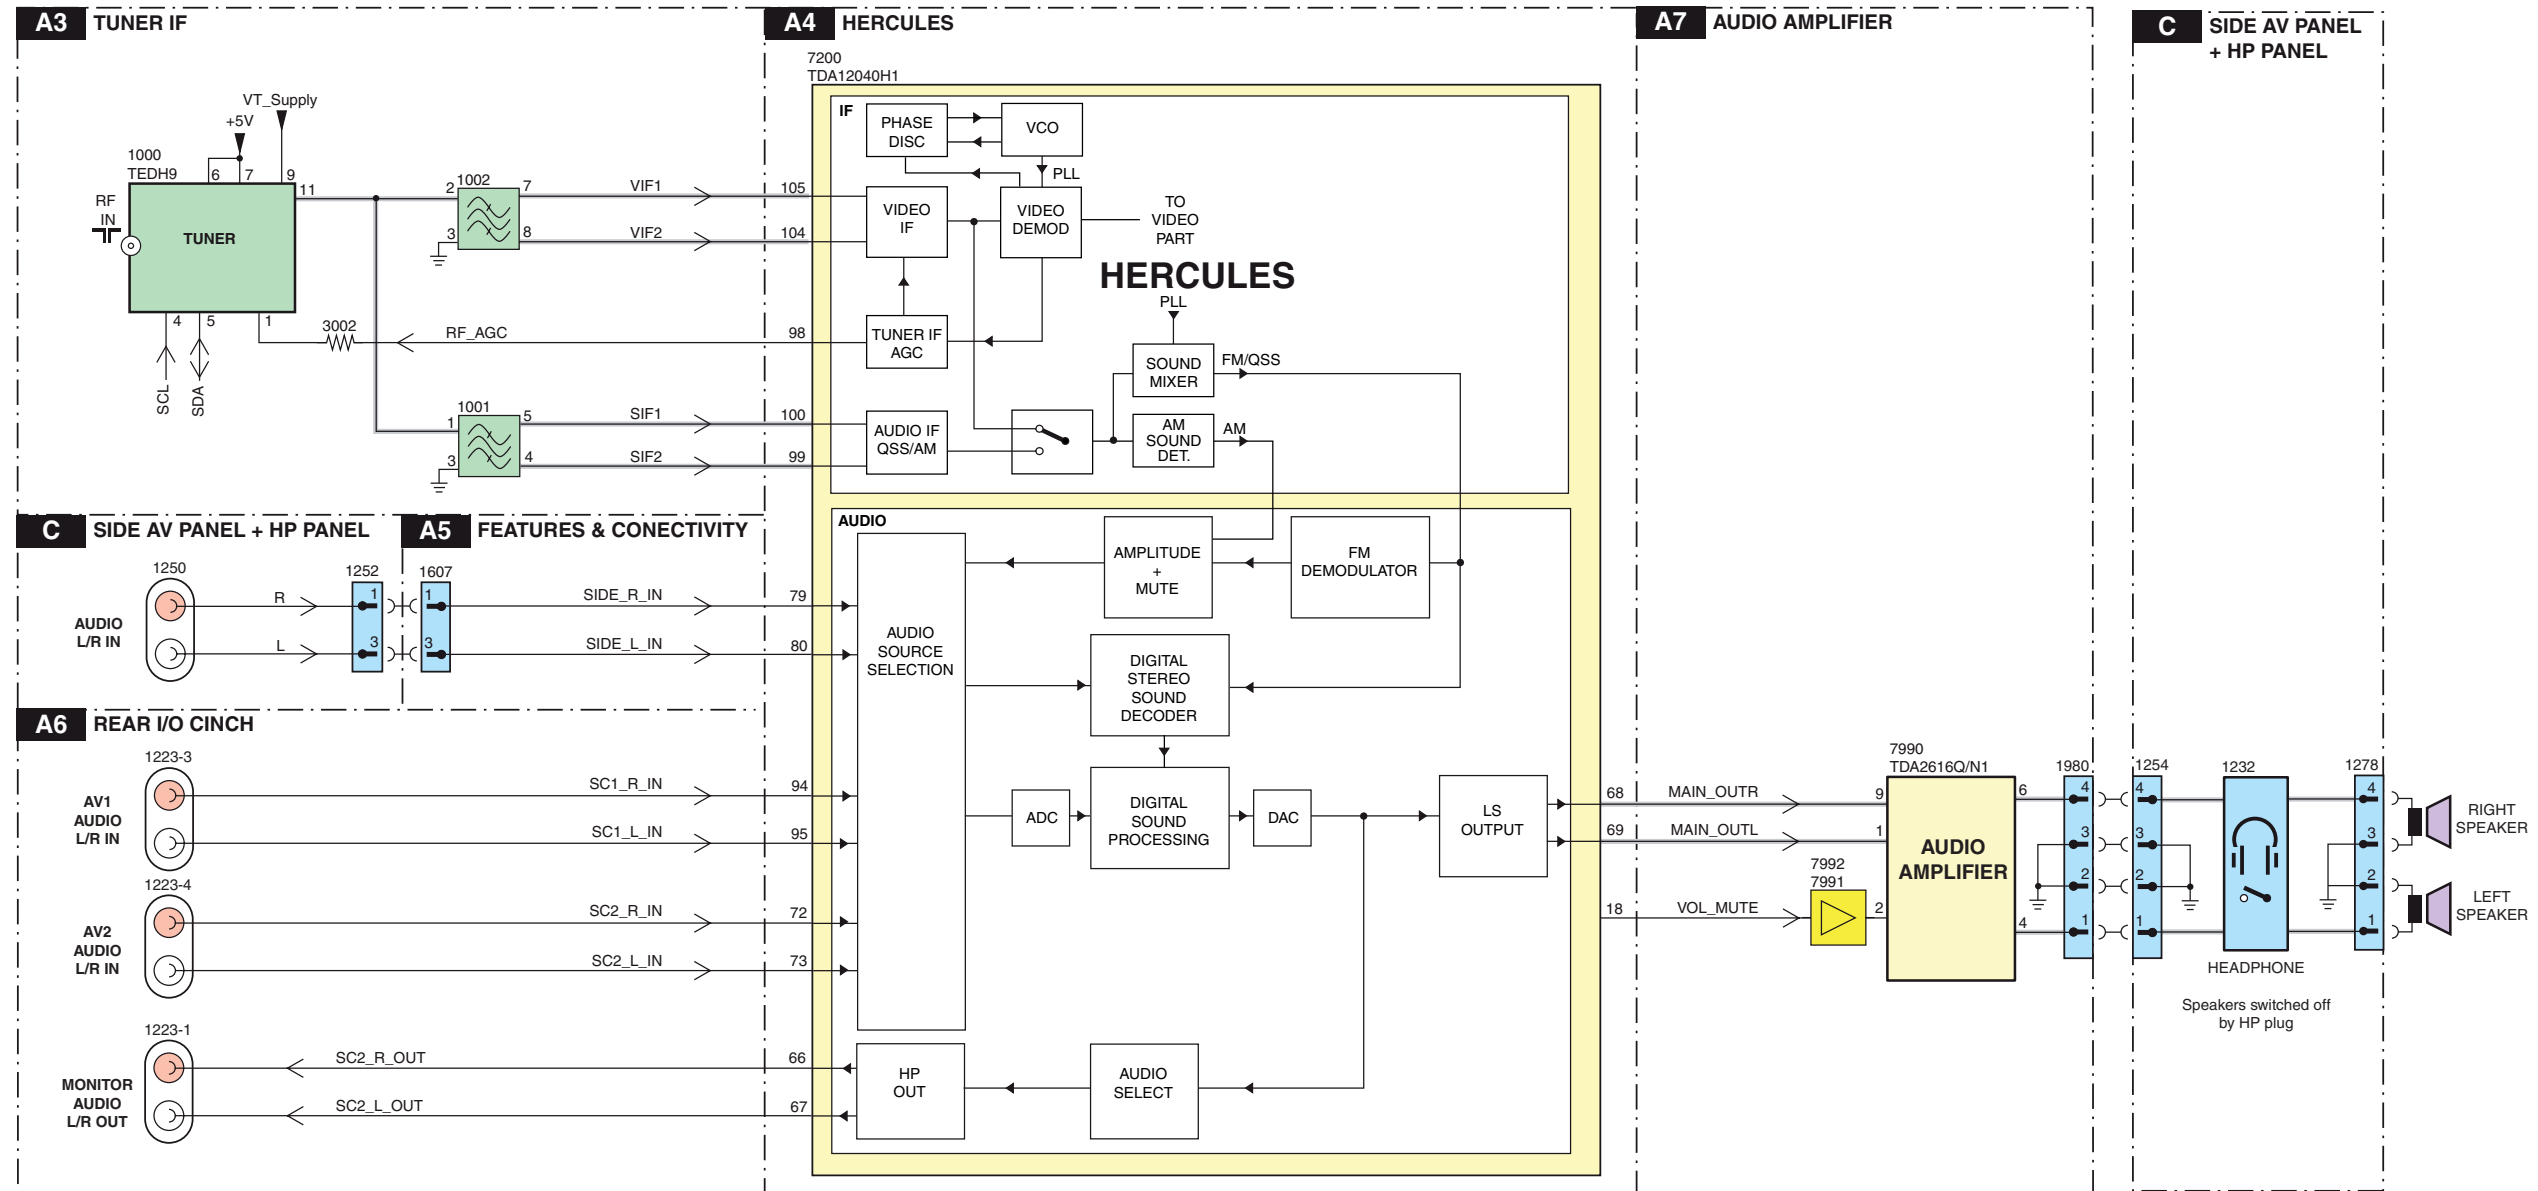 A3 TUNER IF
A4 HERCULES
A7 AUDIO AMPLIFIER
C SIDE AV PANEL
+ HP PANEL
7200
TDA12040H1
VT_Supply
+5V
1000
TEDH9
6 7 9
11
RF
IN
TUNER
4 5 1
SCL
SDA
3002
RF_AGC
98
1002
2 7
3 8
VIF1
105
VIF2
104
1001
1 5
3 4
SIF1
100
SIF2
99
IF
PHASE
DISC
VCO
PLL
VIDEO
IF
VIDEO
DEMOD
TO
VIDEO
PART
HERCULES
PLL
TUNER IF
AGC
SOUND
MIXER
FM/QSS
AUDIO IF
QSS/AM
AM
SOUND
DET.
AM
C SIDE AV PANEL + HP PANEL
A5 FEATURES & CONECTIVITY
1250
AUDIO
L/R IN
R
L
1252
1
3
1607
1
3
SIDE_R_IN
79
SIDE_L_IN
80
A6 REAR I/O CINCH
1223-3
AV1
AUDIO
L/R IN
SC1_R_IN
94
SC1_L_IN
95
1223-4
AV2
AUDIO
L/R IN
SC2_R_IN
72
SC2_L_IN
73
1223-1
MONITOR
AUDIO
L/R OUT
SC2_R_OUT
66
SC2_L_OUT
67
AUDIO
AUDIO
SOURCE
SELECTION
AMPLITUDE
+
MUTE
FM
DEMODULATOR
DIGITAL
STEREO
SOUND
DECODER
ADC
DIGITAL
SOUND
PROCESSING
DAC
LS
OUTPUT
HP
OUT
AUDIO
SELECT
68
MAIN_OUTR
9
69
MAIN_OUTL
1
18
VOL_MUTE
7992
7991
2
7990
TDA2616Q/N1
AUDIO
AMPLIFIER
6
4
1980
4
3
2
1
1254
4
3
2
1
1232
HEADPHONE
Speakers switched off
by HP plug
1278
4
3
2
1
RIGHT
SPEAKER
LEFT
SPEAKER